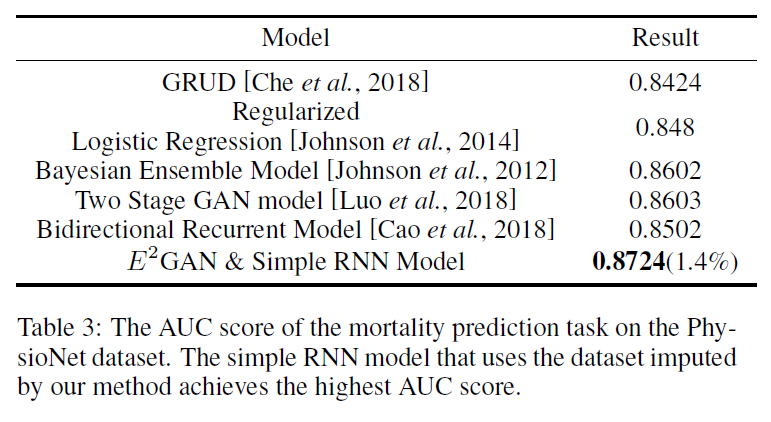 Model Result
GRUD [Che et al., 2018] 0.8424
Regularized
Logistic Regression [Johnson et al., 2014] 0.848
Bayesian Ensemble Model [Johnson et al., 2012] 0.8602
Two Stage GAN model [Luo et al., 2018] 0.8603
Bidirectional Recurrent Model [Cao et al., 2018] 0.8502
E²GAN & Simple RNN Model 0.8724(1.4%)
Table 3: The AUC score of the mortality prediction task on the Phy-
sioNet dataset. The simple RNN model that uses the dataset imputed
by our method achieves the highest AUC score.